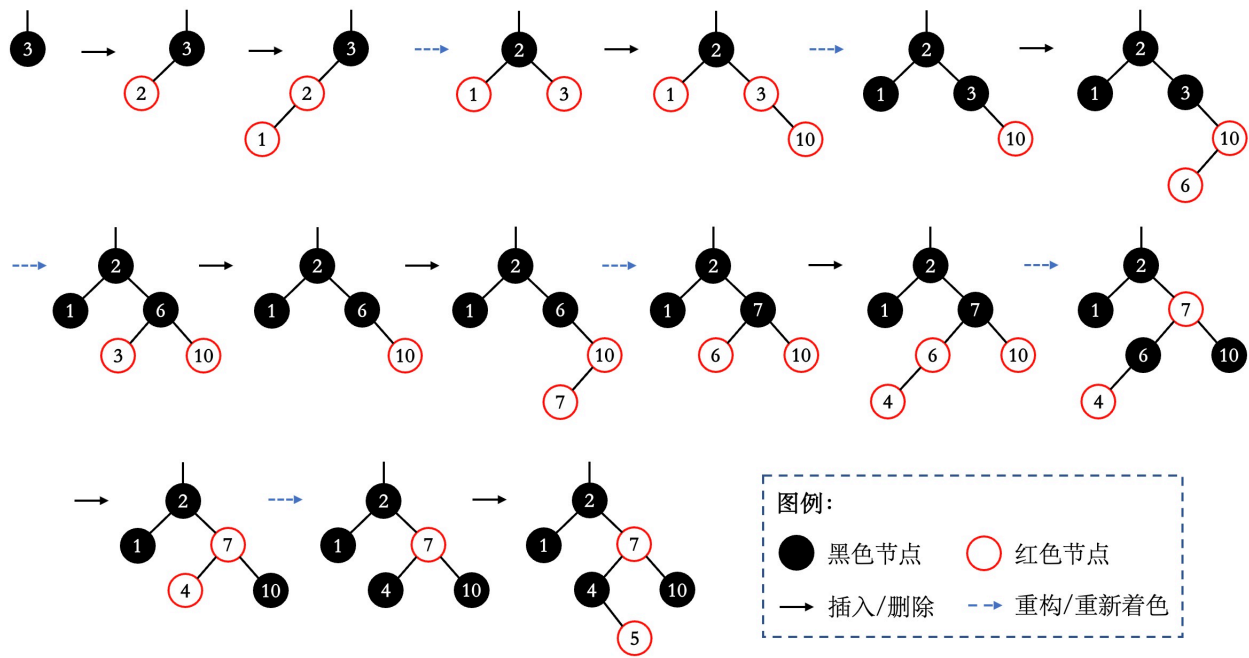 3 3 3 2 2 2 2
2 2 1 3 1 3 1 3 1 3
1 10 10 10
6
2 2 2 2 2 2
1 6 1 6 1 6 1 7 1 7 1 7
3 10 10 10 6 10 6 10 6 10
7 4 4
2 2 2
1 7 1 7 1 7
4 10 4 10 4 10
5
图例：
黑色节点 红色节点
插入/删除 重构/重新着色